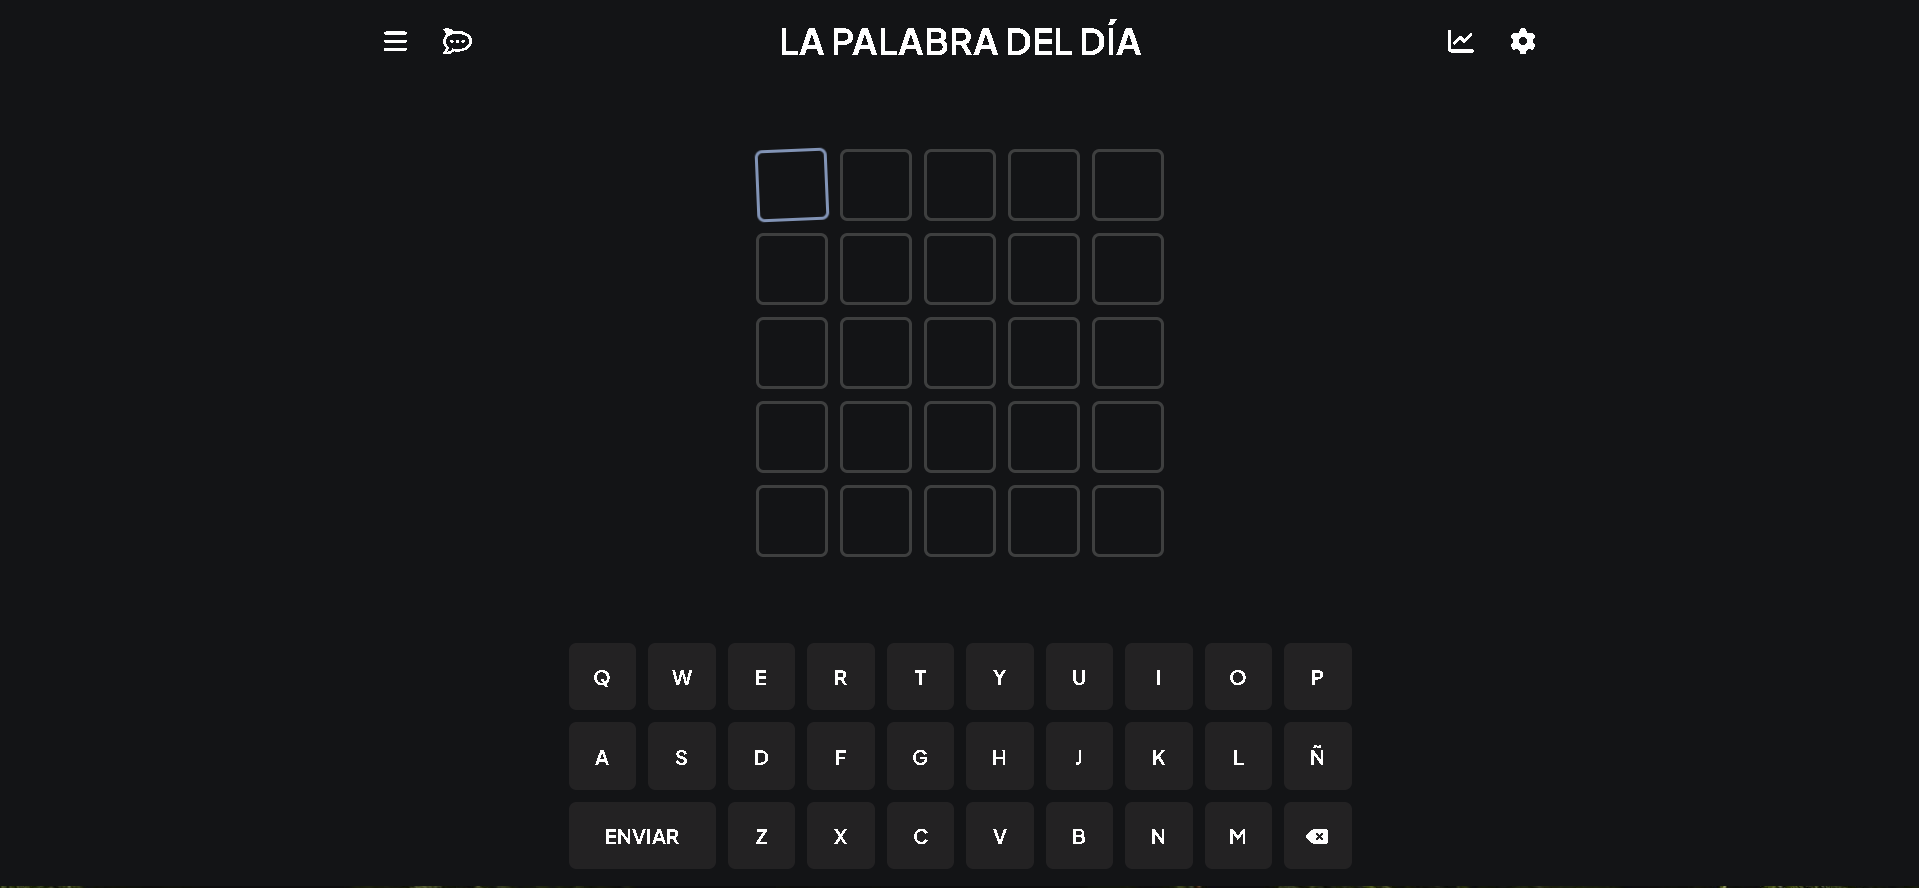 LA PALABRA DEL DÍA
Q W E R T Y U I O P
A S D F G H J K L Ñ
ENVIAR Z X C V B N M